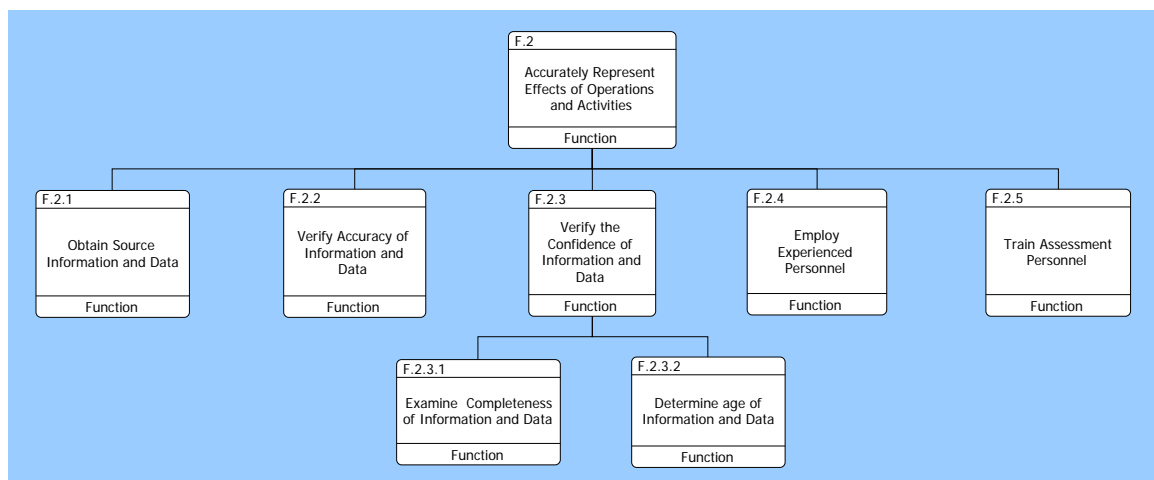 F.2
Accurately Represent
Effects of Operations
and Activities
Function
F.2.1
Obtain Source
Information and Data
Function
F.2.2
Verify Accuracy of
Information and
Data
Function
F.2.3
Verify the
Confidence of
Information and
Data
Function
F.2.4
Employ
Experienced
Personnel
Function
F.2.5
Train Assessment
Personnel
Function
F.2.3.1
Examine Completeness
of Information and Data
Function
F.2.3.2
Determine age of
Information and Data
Function